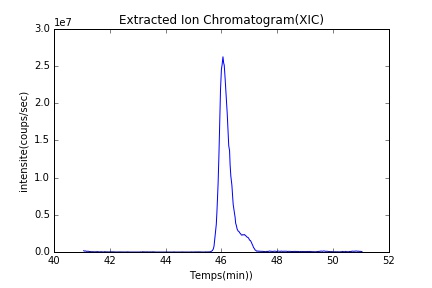 Extracted Ion Chromatogram(XIC)
1e7
3.0
2.5
2.0
1.5
1.0
0.5
0.0
intensite(coups/sec)
40 42 44 46 48 50 52
Temps(min))